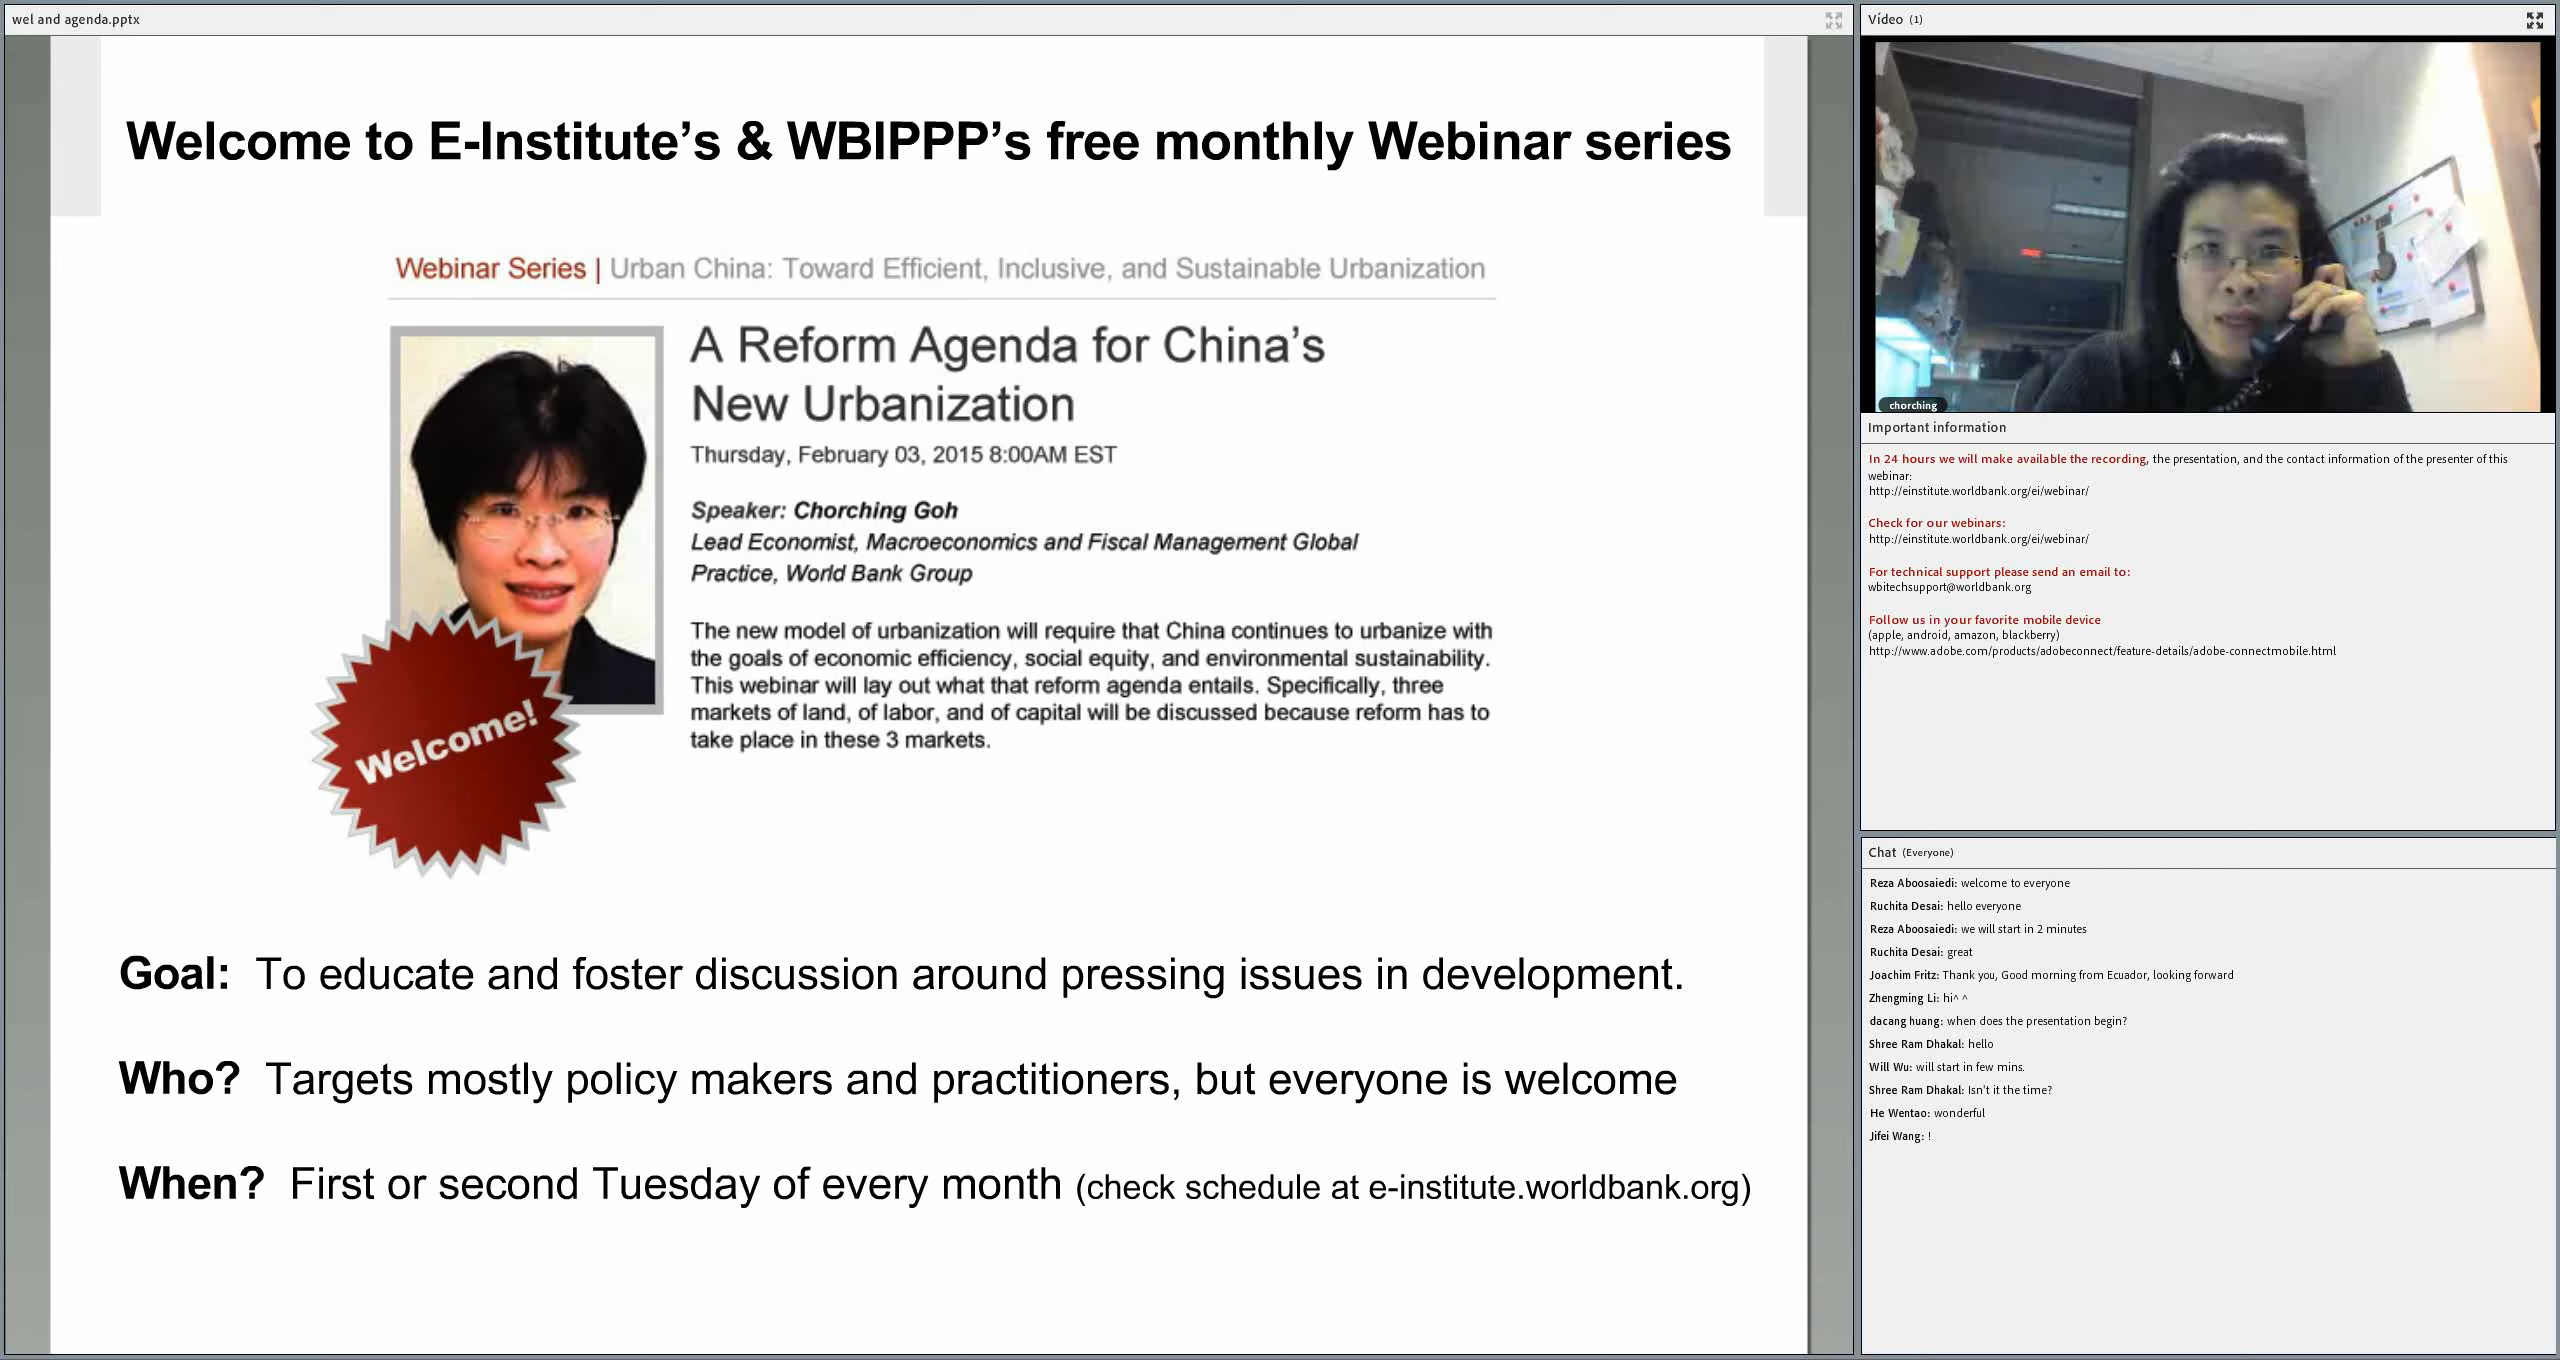 wel and agenda.pptx
Welcome to E-Institute’s & WBIPPP’s free monthly Webinar series
Webinar Series | Urban China: Toward Efficient, Inclusive, and Sustainable Urbanization
A Reform Agenda for China’s
New Urbanization
Thursday, February 03, 2015 8:00AM EST
Speaker: Chorching Goh
Lead Economist, Macroeconomics and Fiscal Management Global
Practice, World Bank Group
The new model of urbanization will require that China continues to urbanize with
the goals of economic efficiency, social equity, and environmental sustainability.
This webinar will lay out what that reform agenda entails. Specifically, three
markets of land, of labor, and of capital will be discussed because reform has to
take place in these 3 markets.
Welcome!
Goal: To educate and foster discussion around pressing issues in development.
Who? Targets mostly policy makers and practitioners, but everyone is welcome
When? First or second Tuesday of every month (check schedule at e-institute.worldbank.org)
Vídeo (1)
chorching
Important information
In 24 hours we will make available the recording, the presentation, and the contact information of the presenter of this
webinar:
http://einstitute.worldbank.org/ei/webinar/
Check for our webinars:
http://einstitute.worldbank.org/ei/webinar/
For technical support please send an email to:
wbitechsupport@worldbank.org
Follow us in your favorite mobile device
(apple, android, amazon, blackberry)
http://www.adobe.com/products/adobeconnect/feature-details/adobe-connectmobile.html
Chat (Everyone)
Reza Aboosaiedi: welcome to everyone
Ruchita Desai: hello everyone
Reza Aboosaiedi: we will start in 2 minutes
Ruchita Desai: great
Joachim Fritz: Thank you, Good morning from Ecuador, looking forward
Zhengming Li: hi^ ^
dacang huang: when does the presentation begin?
Shree Ram Dhakal: hello
Will Wu: will start in few mins.
Shree Ram Dhakal: Isn't it the time?
He Wentao: wonderful
Jifei Wang: !